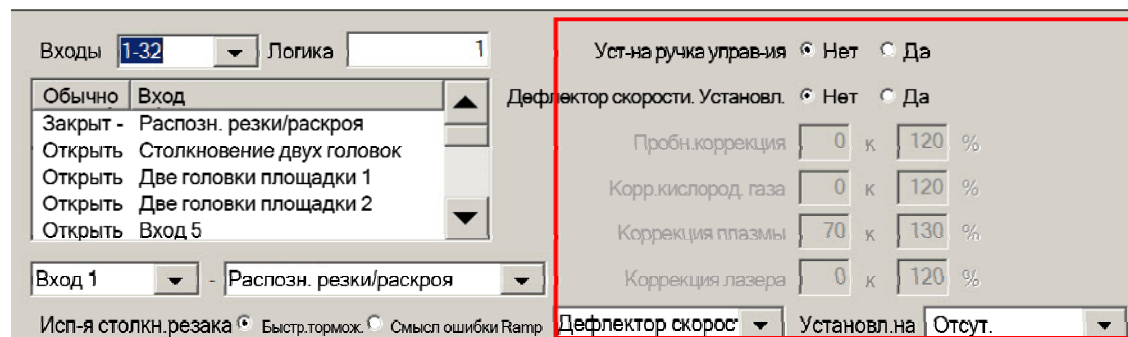 Входы 1-32 Логика 1
Обычно Вход
Закрыт - Распозн. резки/раскроя
Открыть Столкновение двух головок
Открыть Две головки площадки 1
Открыть Две головки площадки 2
Открыть Вход 5
Вход 1 - Распозн. резки/раскроя
Исп-я столкн.резака Быстр.тормож. Смысл ошибки Ramp
Уст-на ручка управ-ия Нет Да
Дефлектор скорости. Установл. Нет Да
Пробн.коррекция 0 к 120 %
Корр.кислород. газа 0 к 120 %
Коррекция плазмы 70 к 130 %
Коррекция лазера 0 к 120 %
Дефлектор скорос Установл.на Отсут.